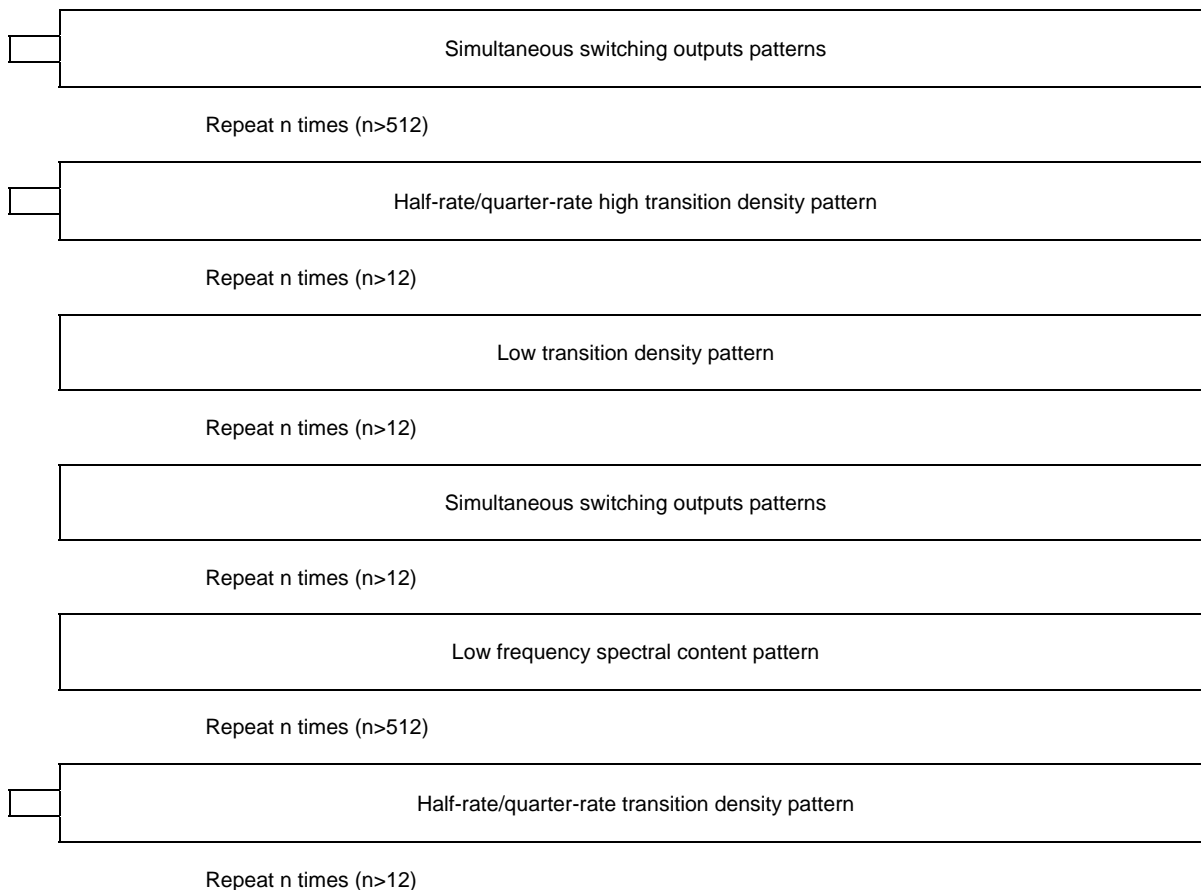 Simultaneous switching outputs patterns
Repeat n times (n>512)
Half-rate/quarter-rate high transition density pattern
Repeat n times (n>12)
Low transition density pattern
Repeat n times (n>12)
Simultaneous switching outputs patterns
Repeat n times (n>12)
Low frequency spectral content pattern
Repeat n times (n>512)
Half-rate/quarter-rate transition density pattern
Repeat n times (n>12)